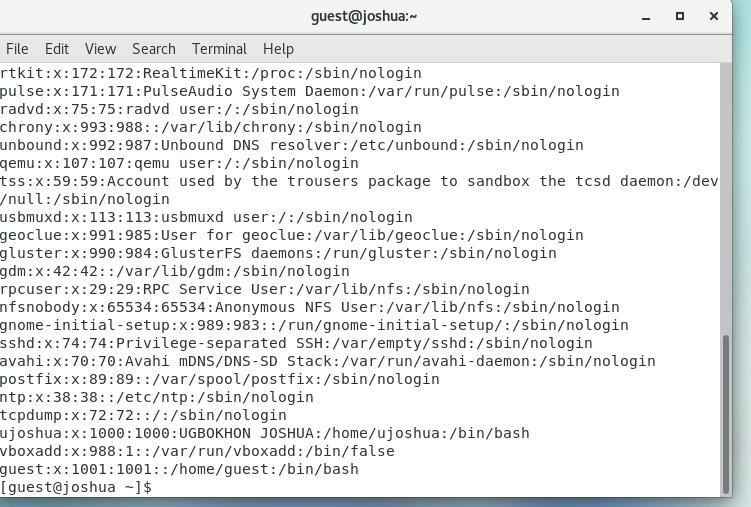 guest@joshua:~
File Edit View Search Terminal Help
rtkit:x:172:172:RealtimeKit:/proc:/sbin/nologin
pulse:x:171:171:PulseAudio System Daemon:/var/run/pulse:/sbin/nologin
radvd:x:75:75:radvd user:/:/sbin/nologin
chrony:x:993:988::/var/lib/chrony:/sbin/nologin
unbound:x:992:987:Unbound DNS resolver:/etc/unbound:/sbin/nologin
qemu:x:107:107:qemu user:/:/sbin/nologin
tss:x:59:59:Account used by the trousers package to sandbox the tcsd daemon:/dev
/null:/sbin/nologin
usbmuxd:x:113:113:usbmuxd user:/:/sbin/nologin
geoclue:x:991:985:User for geoclue:/var/lib/geoclue:/sbin/nologin
gluster:x:990:984:GlusterFS daemons:/run/gluster:/sbin/nologin
gdm:x:42:42::/var/lib/gdm:/sbin/nologin
rpcuser:x:29:29:RPC Service User:/var/lib/nfs:/sbin/nologin
nfsnobody:x:65534:65534:Anonymous NFS User:/var/lib/nfs:/sbin/nologin
gnome-initial-setup:x:989:983::/run/gnome-initial-setup/:/sbin/nologin
sshd:x:74:74:Privilege-separated SSH:/var/empty/sshd:/sbin/nologin
avahi:x:70:70:Avahi mDNS/DNS-SD Stack:/var/run/avahi-daemon:/sbin/nologin
postfix:x:89:89::/var/spool/postfix:/sbin/nologin
ntp:x:38:38::/etc/ntp:/sbin/nologin
tcpdump:x:72:72::/:/sbin/nologin
ujoshua:x:1000:1000:UGBOKHON JOSHUA:/home/ujoshua:/bin/bash
vboxadd:x:988:1::/var/run/vboxadd:/bin/false
guest:x:1001:1001::/home/guest:/bin/bash
[guest@joshua ~]$